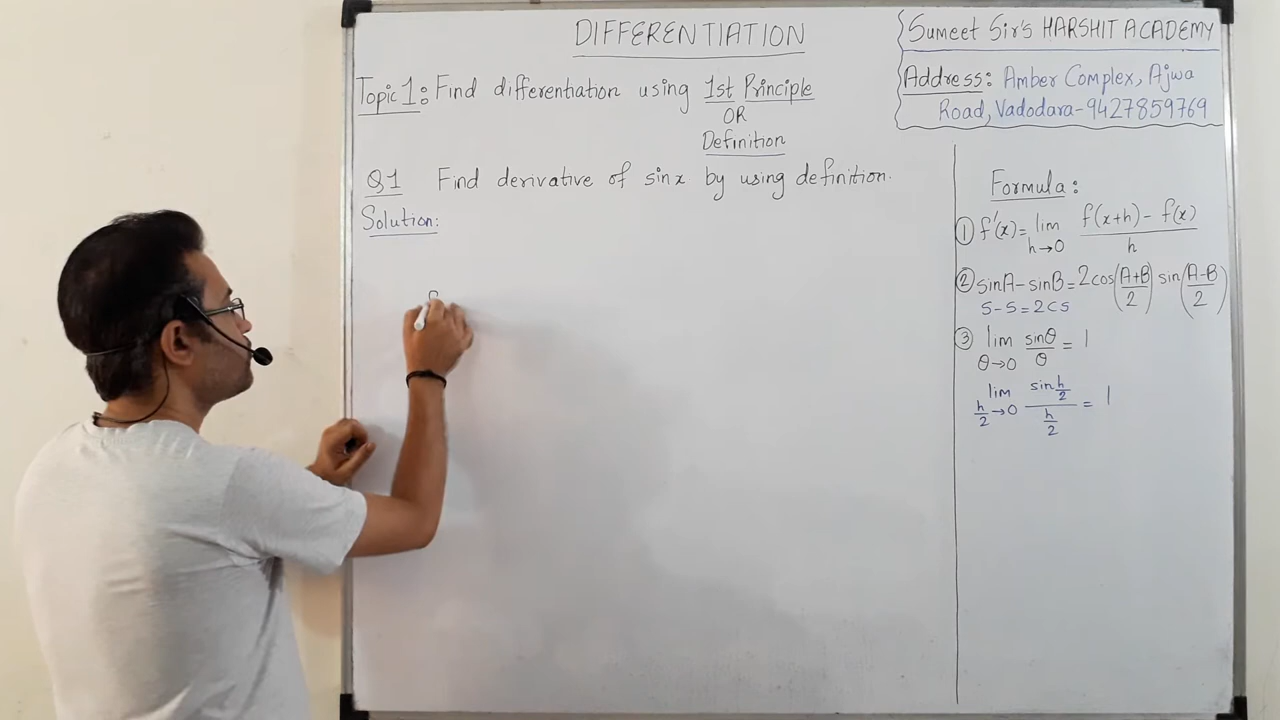 DIFFERENTIATION
Topic 1: Find differentiation using 1st Principle
OR
Definition
Q1 Find derivative of sinx by using definition.
Solution:
Sumeet Sir's HARSHIT ACADEMY
Address: Amber Complex, Ajwa
Road, Vadodara-9427859769
Formula:
① f'(x) = lim h→0 f(x+h) - f(x) / h
② sinA - sinB = 2cos(A+B/2) sin(A-B/2)
S-S = 2CS
③ lim θ→0 sinθ/θ = 1
lim h/2→0 sin h/2 / h/2 = 1